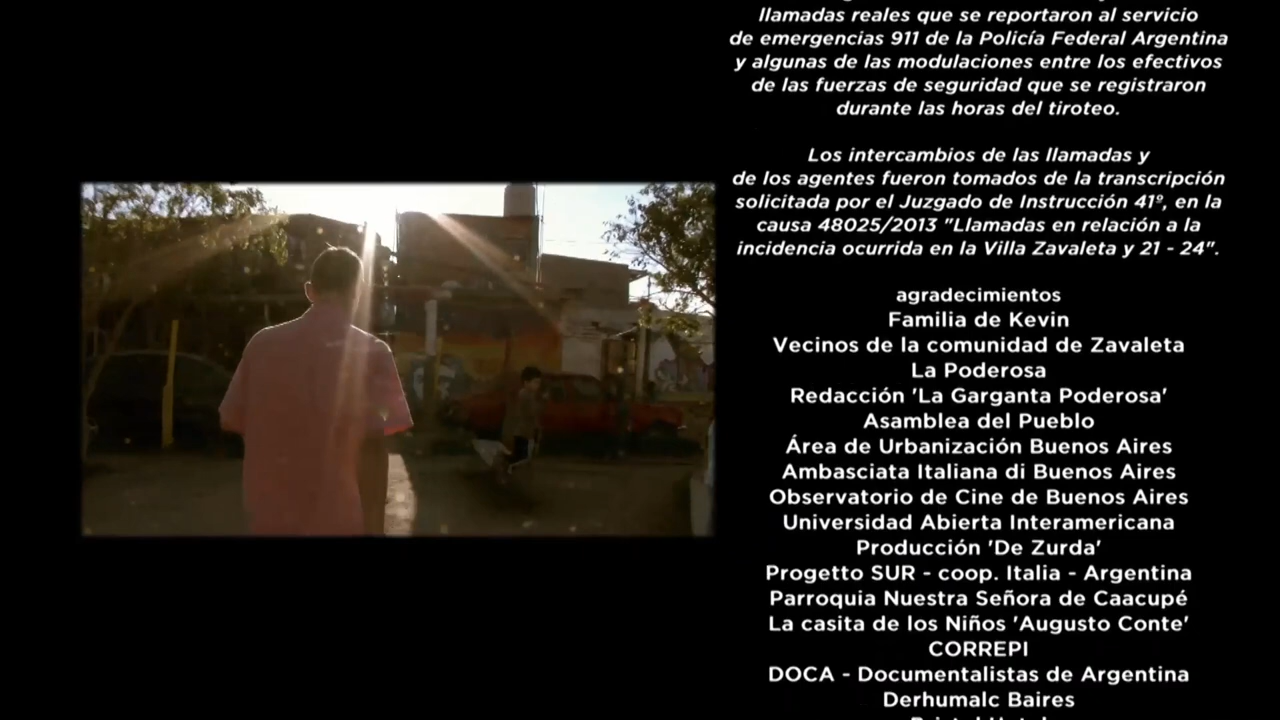 llamadas reales que se reportaron al servicio
de emergencias 911 de la Policía Federal Argentina
y algunas de las modulaciones entre los efectivos
de las fuerzas de seguridad que se registraron
durante las horas del tiroteo.
Los intercambios de las llamadas y
de los agentes fueron tomados de la transcripción
solicitada por el Juzgado de Instrucción 41º, en la
causa 48025/2013 "Llamadas en relación a la
incidencia ocurrida en la Villa Zavaleta y 21 - 24".
agradecimientos
Familia de Kevin
Vecinos de la comunidad de Zavaleta
La Poderosa
Redacción 'La Garganta Poderosa'
Asamblea del Pueblo
Área de Urbanización Buenos Aires
Ambasciata Italiana di Buenos Aires
Observatorio de Cine de Buenos Aires
Universidad Abierta Interamericana
Producción 'De Zurda'
Progetto SUR - coop. Italia - Argentina
Parroquia Nuestra Señora de Caacupé
La casita de los Niños 'Augusto Conte'
CORREPI
DOCA - Documentalistas de Argentina
Derhumalc Baires